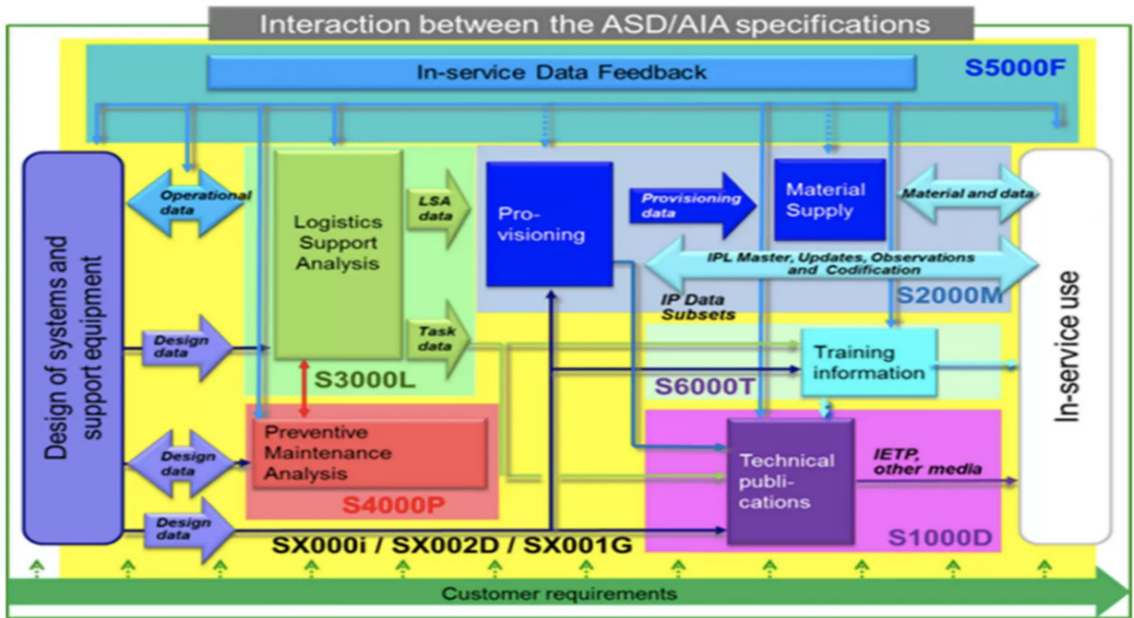 Interaction between the ASD/AIA specifications
In-service Data Feedback
S5000F
Design of systems and
support equipment
Operational
data
Logistics
Support
Analysis
LSA
data
Pro-
visioning
Provisioning
data
Material
Supply
Material and data
IPL Master, Updates, Observations
and Codification
S2000M
IP Data
Subsets
Design
data
Task
data
S3000L
Training
information
S6000T
In-service use
Design
data
Preventive
Maintenance
Analysis
S4000P
Technical
publi-
cations
IETP,
other media
S1000D
Design
data
SX000i / SX002D / SX001G
Customer requirements